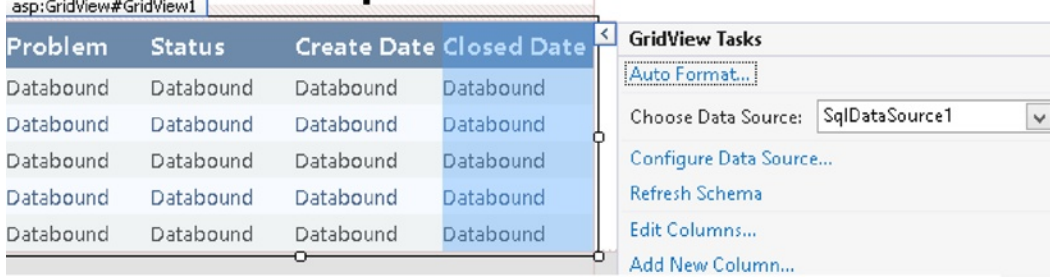 asp:GridView#GridView1
Problem Status Create Date Closed Date
Databound Databound Databound Databound
Databound Databound Databound Databound
Databound Databound Databound Databound
Databound Databound Databound Databound
Databound Databound Databound Databound
GridView Tasks
Auto Format...
Choose Data Source: SqlDataSource1
Configure Data Source...
Refresh Schema
Edit Columns...
Add New Column...